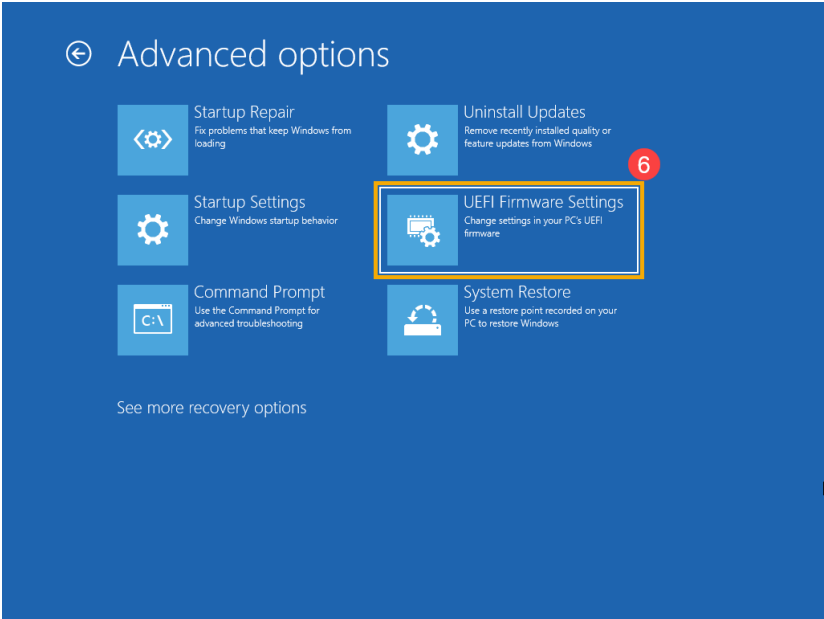 Advanced options
Startup Repair
Fix problems that keep Windows from
loading
Uninstall Updates
Remove recently installed quality or
feature updates from Windows
6
Startup Settings
Change Windows startup behavior
UEFI Firmware Settings
Change settings in your PC's UEFI
firmware
C:\
Command Prompt
Use the Command Prompt for
advanced troubleshooting
System Restore
Use a restore point recorded on your
PC to restore Windows
See more recovery options